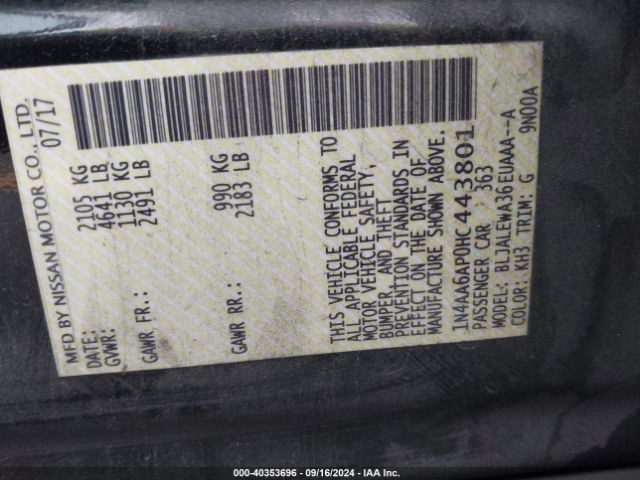 MFD BY NISSAN MOTOR CO., LTD.
DATE: 07/17
GVWR: 2105 KG
4641 LB
GAWR FR.: 1130 KG
2491 LB
GAWR RR.: 990 KG
2183 LB
THIS VEHICLE CONFORMS TO
ALL APPLICABLE FEDERAL
MOTOR VEHICLE SAFETY,
BUMPER, AND THEFT
PREVENTION STANDARDS IN
EFFECT ON THE DATE OF
MANUFACTURE SHOWN ABOVE.
1N4AA6AP0HC443801
PASSENGER CAR 363
MODEL: BLJALEWA36EUAAA--A
COLOR: KH3 TRIM: G 9N00A
000-40353696 - 09/16/2024 - IAA Inc.